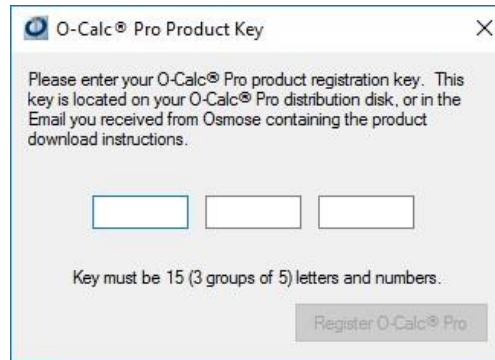 O-Calc® Pro Product Key
Please enter your O-Calc® Pro product registration key. This
key is located on your O-Calc® Pro distribution disk, or in the
Email you received from Osmose containing the product
download instructions.
Key must be 15 (3 groups of 5) letters and numbers.
Register O-Calc® Pro